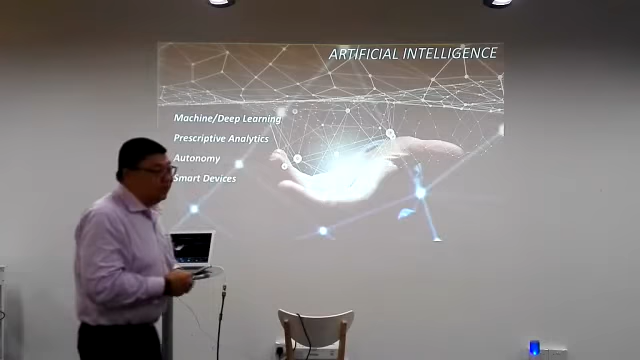 ARTIFICIAL INTELLIGENCE
Machine/Deep Learning
Prescriptive Analytics
Autonomy
Smart Devices